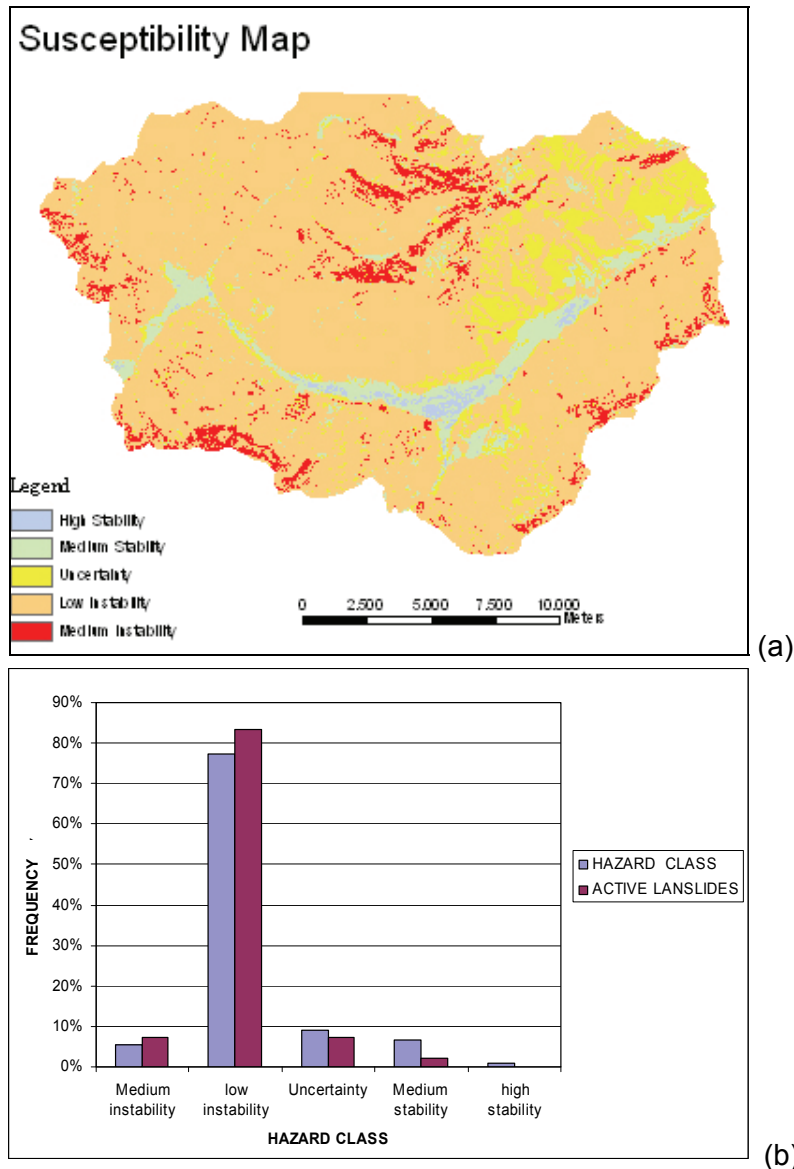 Susceptibility Map
Legend
High Stability
Medium Stability
Uncertainty
Low Instability
Medium Instability
0 2.500 5.000 7.500 10.000
Meters
(a)
90%
80%
70%
60%
50%
40%
30%
20%
10%
0%
FREQUENCY
HAZARD CLASS
ACTIVE LANSLIDES
Medium instability
low instability
Uncertainty
Medium stability
high stability
HAZARD CLASS
(b)